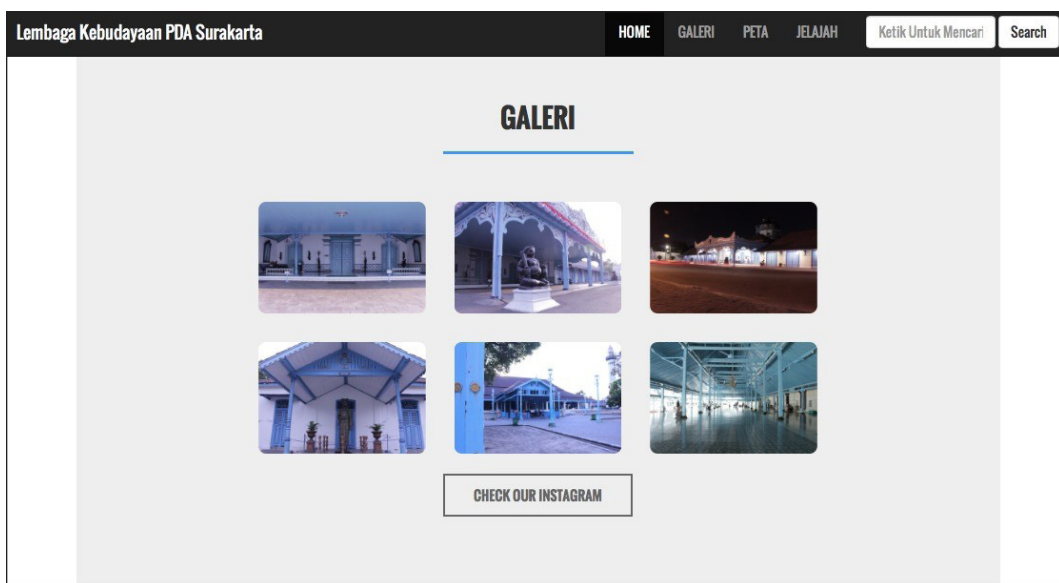 Lembaga Kebudayaan PDA Surakarta HOME GALERI PETA JELAJAH Ketik Untuk Mencari Search
GALERI
CHECK OUR INSTAGRAM